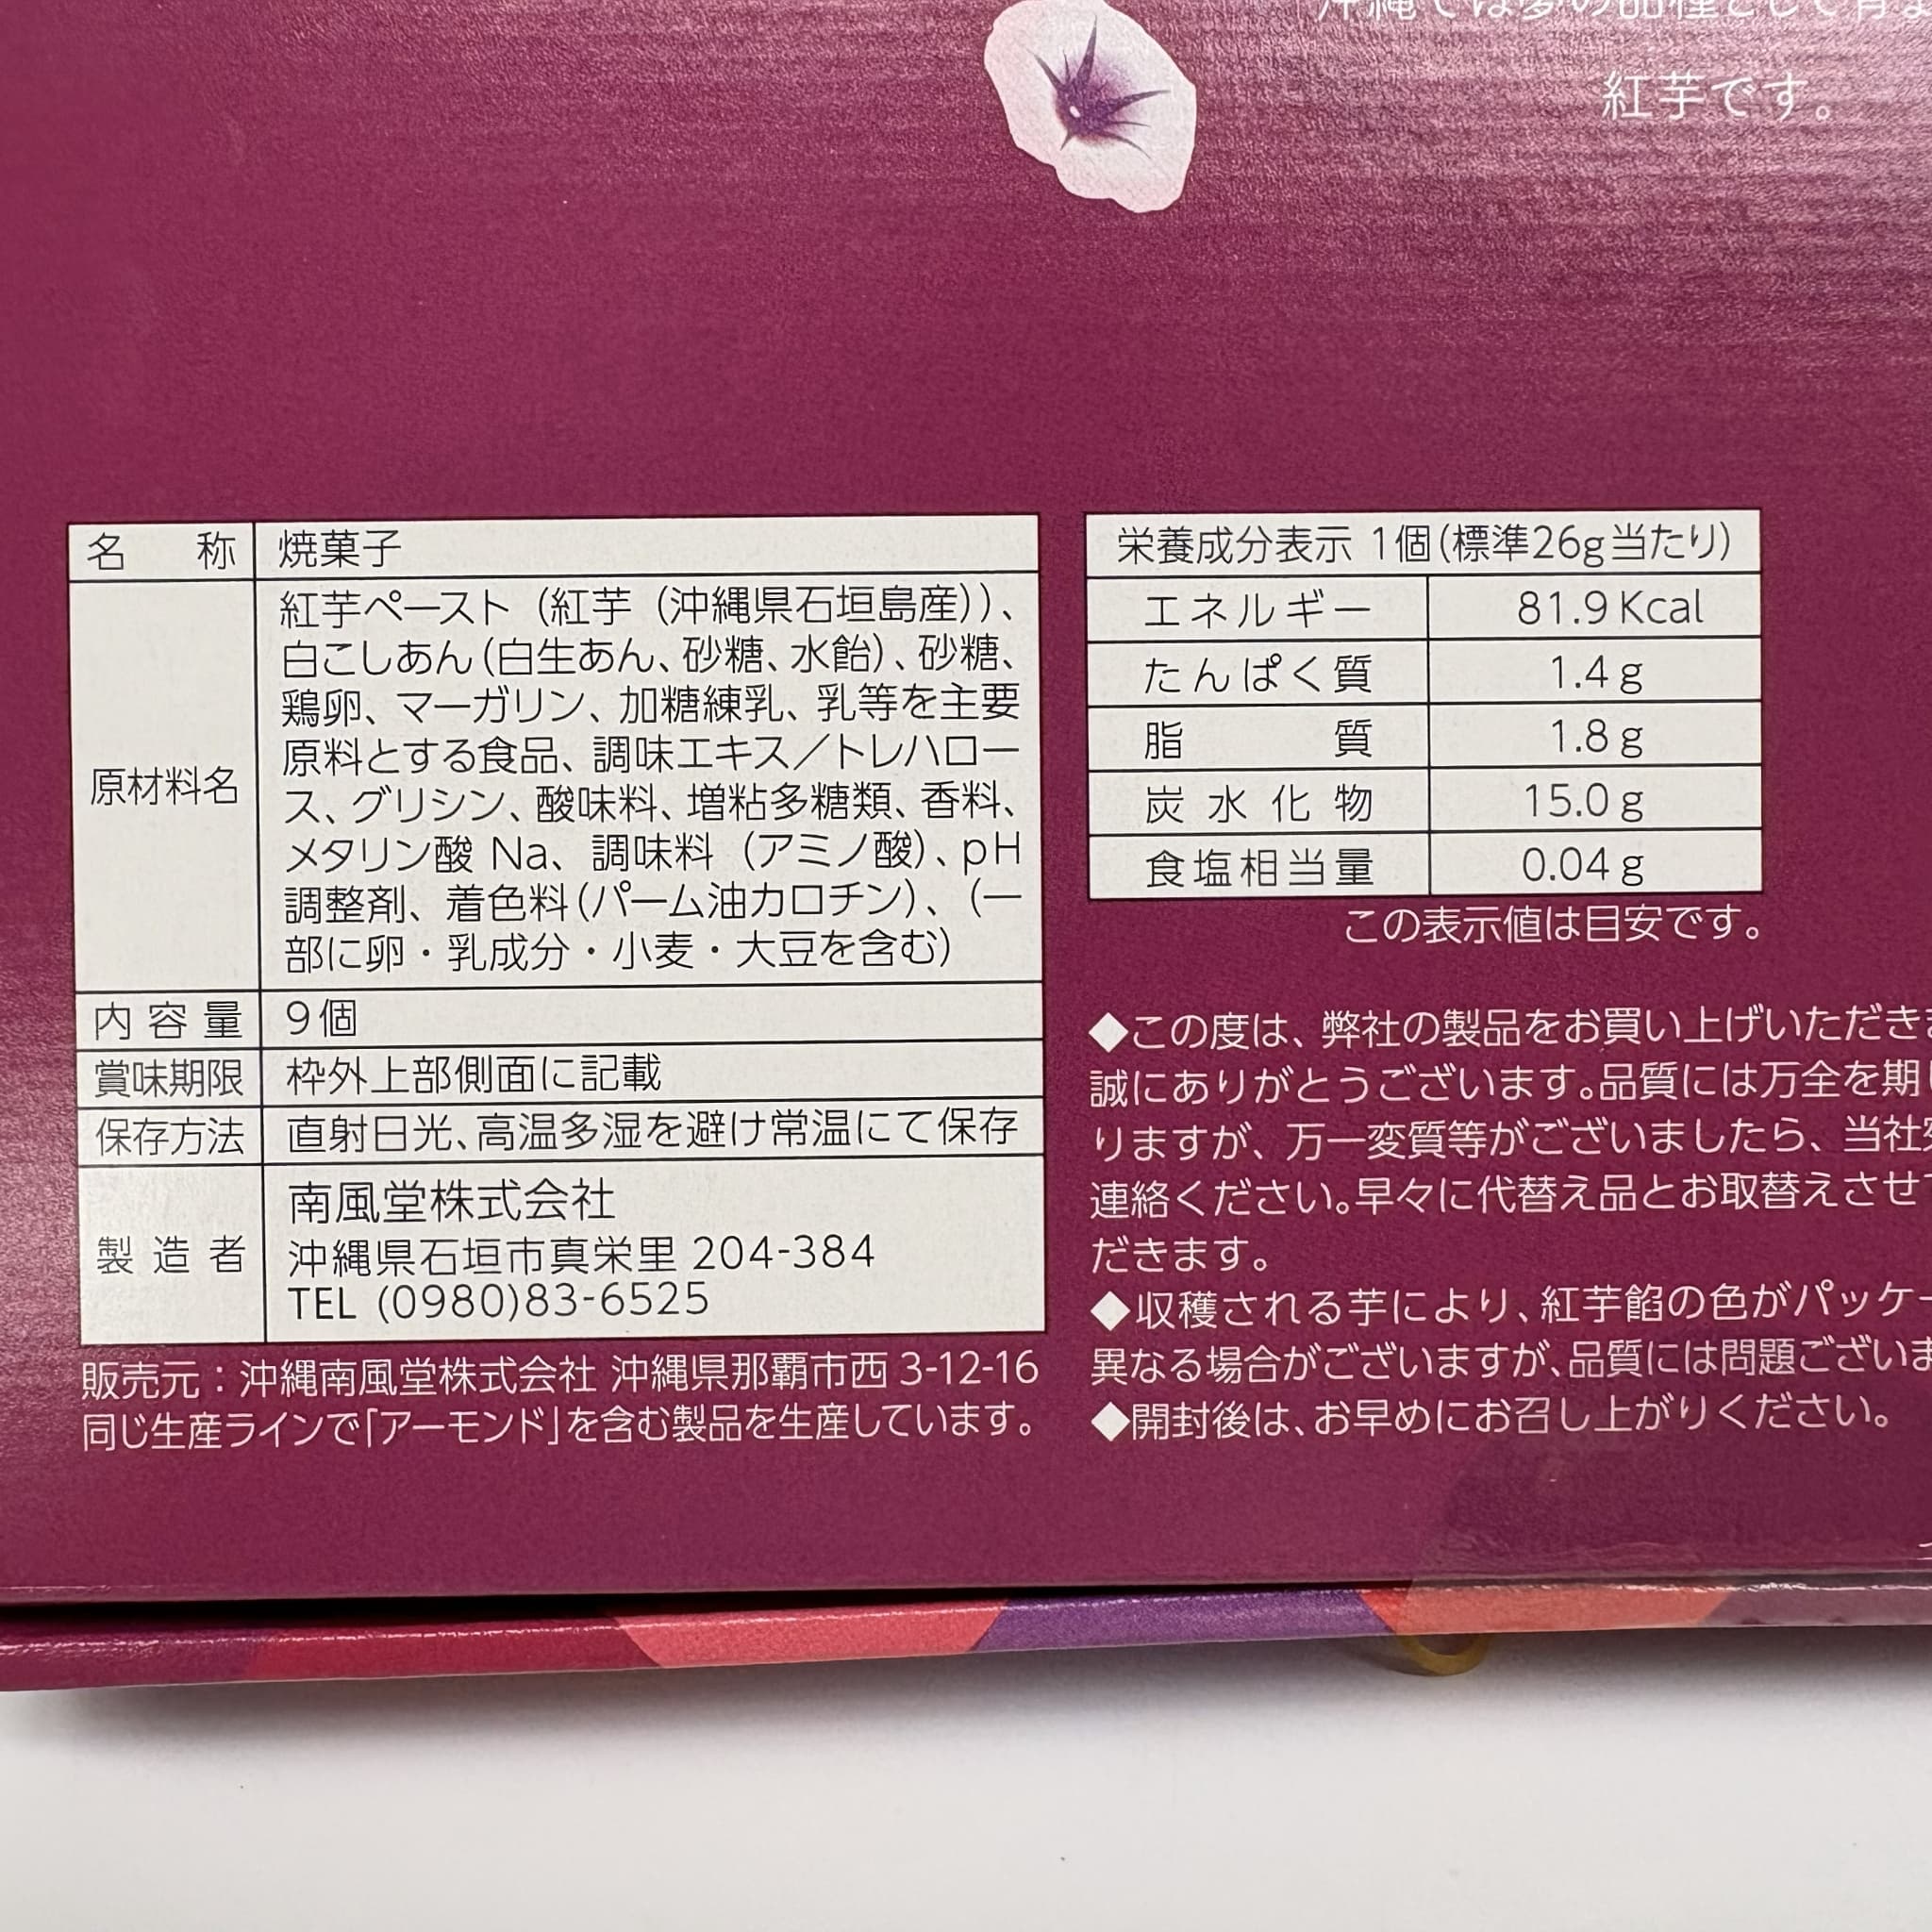 紅芋です。
名称 焼菓子
原材料名 紅芋ペースト（紅芋（沖縄県石垣島産））、
白こしあん（白生あん、砂糖、水飴）、砂糖、
鶏卵、マーガリン、加糖練乳、乳等を主要
原料とする食品、調味エキス／トレハロー
ス、グリシン、酸味料、増粘多糖類、香料、
メタリン酸 Na、調味料（アミノ酸）、pH
調整剤、着色料（パーム油カロチン）、（一
部に卵・乳成分・小麦・大豆を含む）
内容量 9個
賞味期限 枠外上部側面に記載
保存方法 直射日光、高温多湿を避け常温にて保存
製造者 南風堂株式会社
沖縄県石垣市真栄里 204-384
TEL (0980)83-6525
販売元：沖縄南風堂株式会社 沖縄県那覇市西 3-12-16
同じ生産ラインで「アーモンド」を含む製品を生産しています。
栄養成分表示 1個（標準26g当たり）
エネルギー 81.9Kcal
たんぱく質 1.4g
脂質 1.8g
炭水化物 15.0g
食塩相当量 0.04g
この表示値は目安です。
◆この度は、弊社の製品をお買い上げいただき
誠にありがとうございます。品質には万全を期
りますが、万一変質等がございましたら、当社
連絡ください。早々に代替え品とお取替えさせ
だきます。
◆収穫される芋により、紅芋餡の色がパッケー
異なる場合がございますが、品質には問題ござい
◆開封後は、お早めにお召し上がりください。